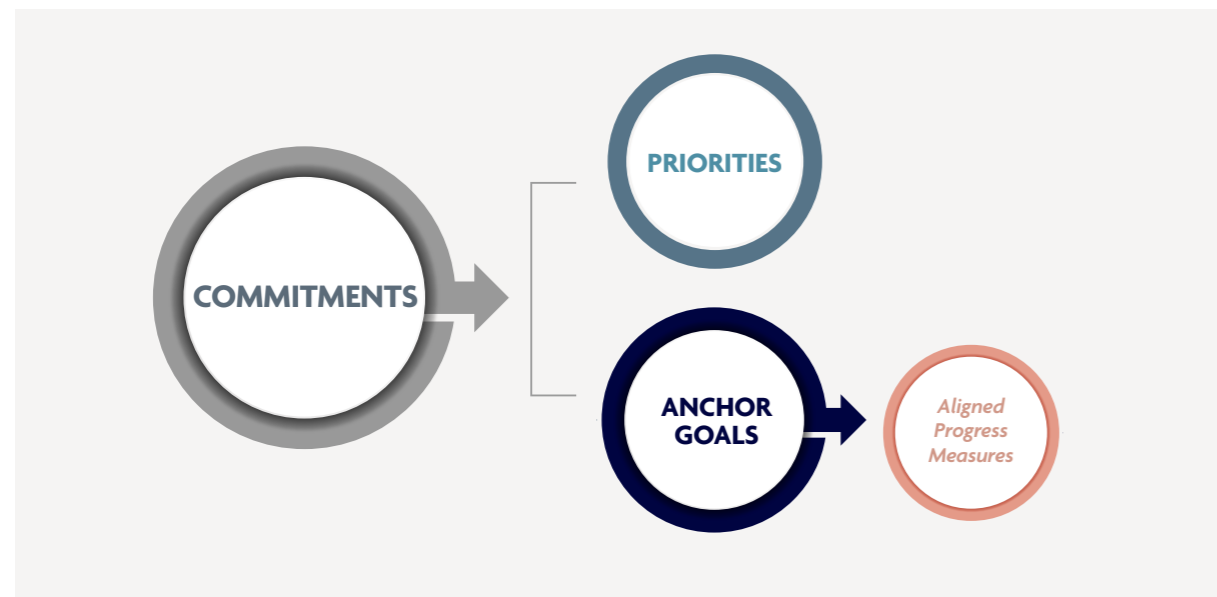 COMMITMENTS
PRIORITIES
ANCHOR
GOALS
Aligned
Progress
Measures